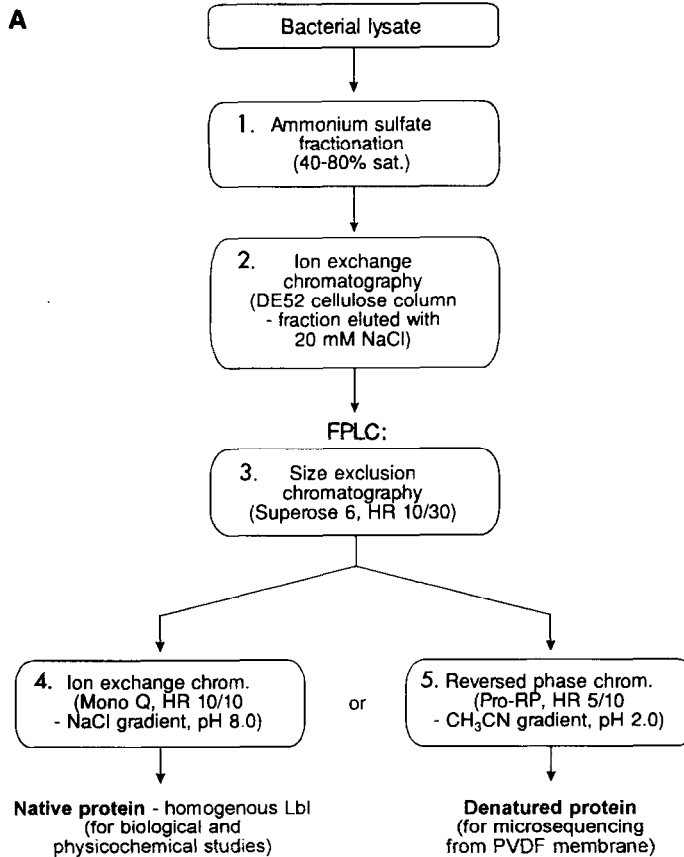 A
Bacterial lysate
1. Ammonium sulfate
fractionation
(40-80% sat.)
2. Ion exchange
chromatography
(DE52 cellulose column
- fraction eluted with
20 mM NaCl)
FPLC:
3. Size exclusion
chromatography
(Superose 6, HR 10/30)
4. Ion exchange chrom.
(Mono Q, HR 10/10
- NaCl gradient, pH 8.0)
or
5. Reversed phase chrom.
(Pro-RP, HR 5/10
- CH₃CN gradient, pH 2.0)
Native protein - homogenous LbI
(for biological and
physicochemical studies)
Denatured protein
(for microsequencing
from PVDF membrane)